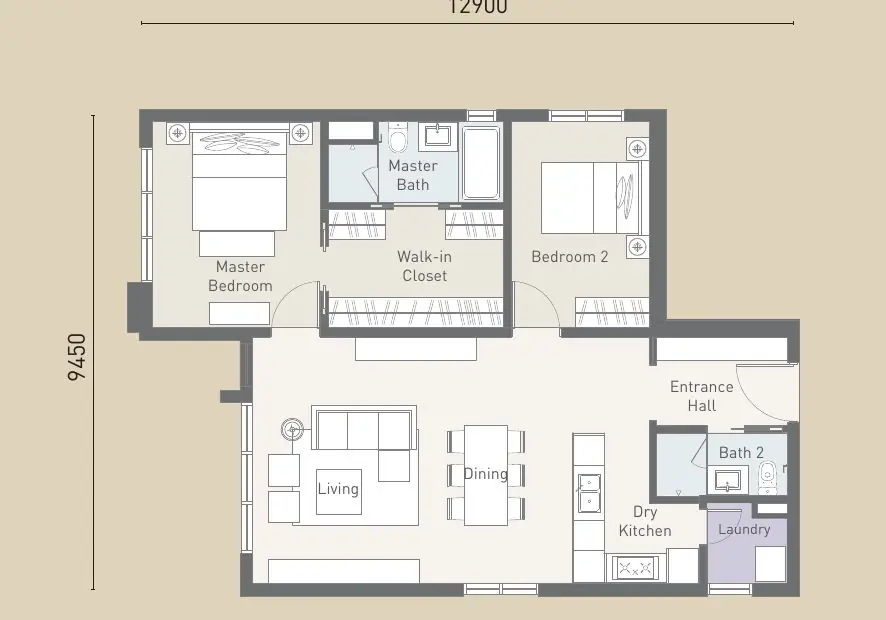 12900
9450
Master
Bath
Master
Bedroom
Walk-in
Closet
Bedroom 2
Entrance
Hall
Bath 2
Living
Dining
Dry
Kitchen
Laundry